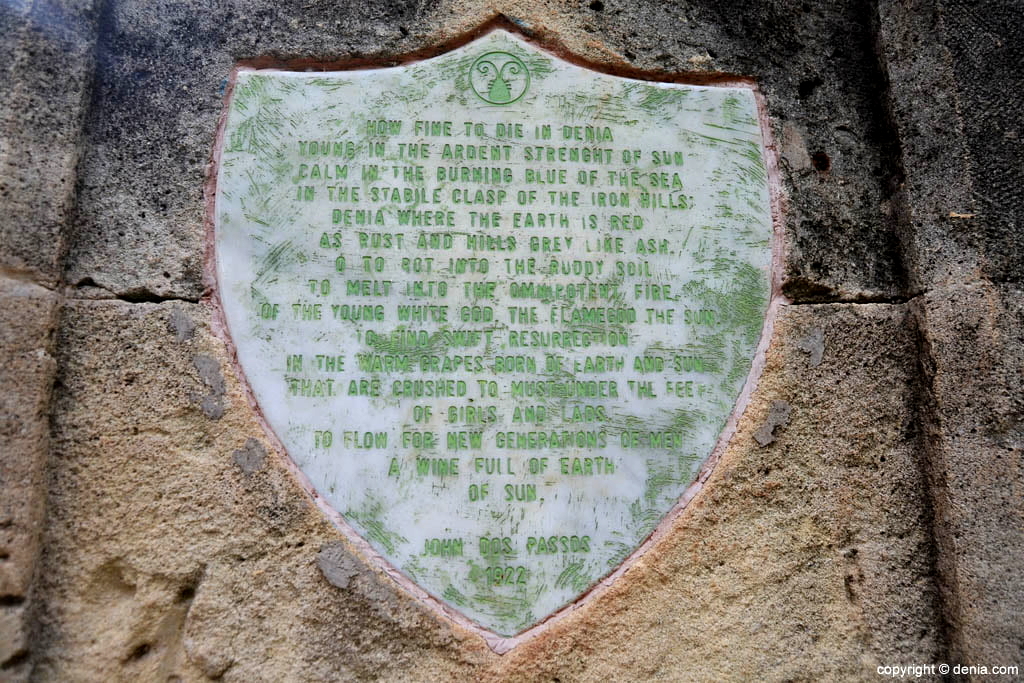 HOW FINE TO DIE IN DENIA
YOUNG IN THE ARDENT STRENGHT OF SUN
CALM IN THE BURNING BLUE OF THE SEA
IN THE STABILE CLASP OF THE IRON HILLS;
DENIA WHERE THE EARTH IS RED
AS RUST AND HILLS GREY LIKE ASH.
O TO ROT INTO THE RUDDY SOIL
TO MELT INTO THE OMNIPOTENT FIRE
OF THE YOUNG WHITE GOD, THE FLAMEGOD THE SUN,
TO FIND SWIFT RESURRECTION
IN THE WARM GRAPES BORN OF EARTH AND SUN
THAT ARE CRUSHED TO MUST UNDER THE FEET
OF GIRLS AND LADS
TO FLOW FOR NEW GENERATIONS OF MEN
A WINE FULL OF EARTH
OF SUN.
JOHN DOS PASSOS
1922
copyright © denia.com